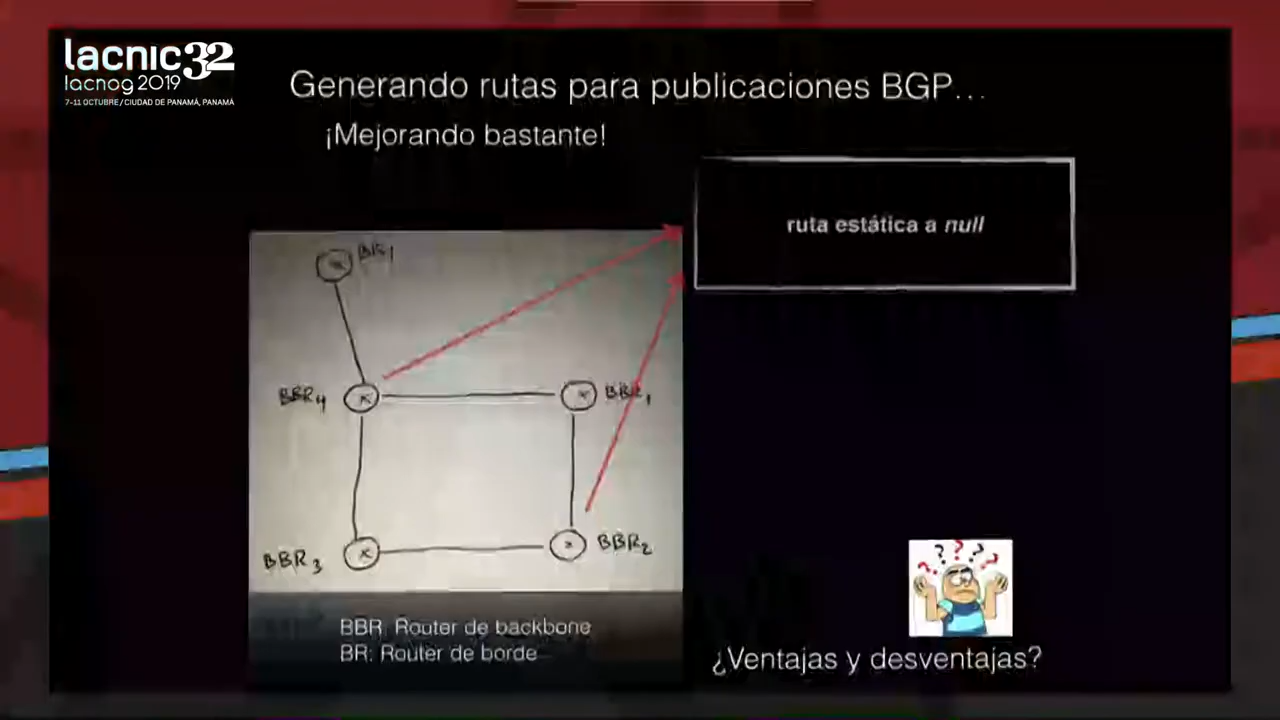 lacnic32
lacnog 2019
7-11 OCTUBRE / CIUDAD DE PANAMÁ, PANAMÁ
Generando rutas para publicaciones BGP...
¡Mejorando bastante!
ruta estática a null
BR1
BBR4
BBR1
BBR3
BBR2
BBR: Router de backbone
BR: Router de borde
? ? ? ? ?
¿Ventajas y desventajas?